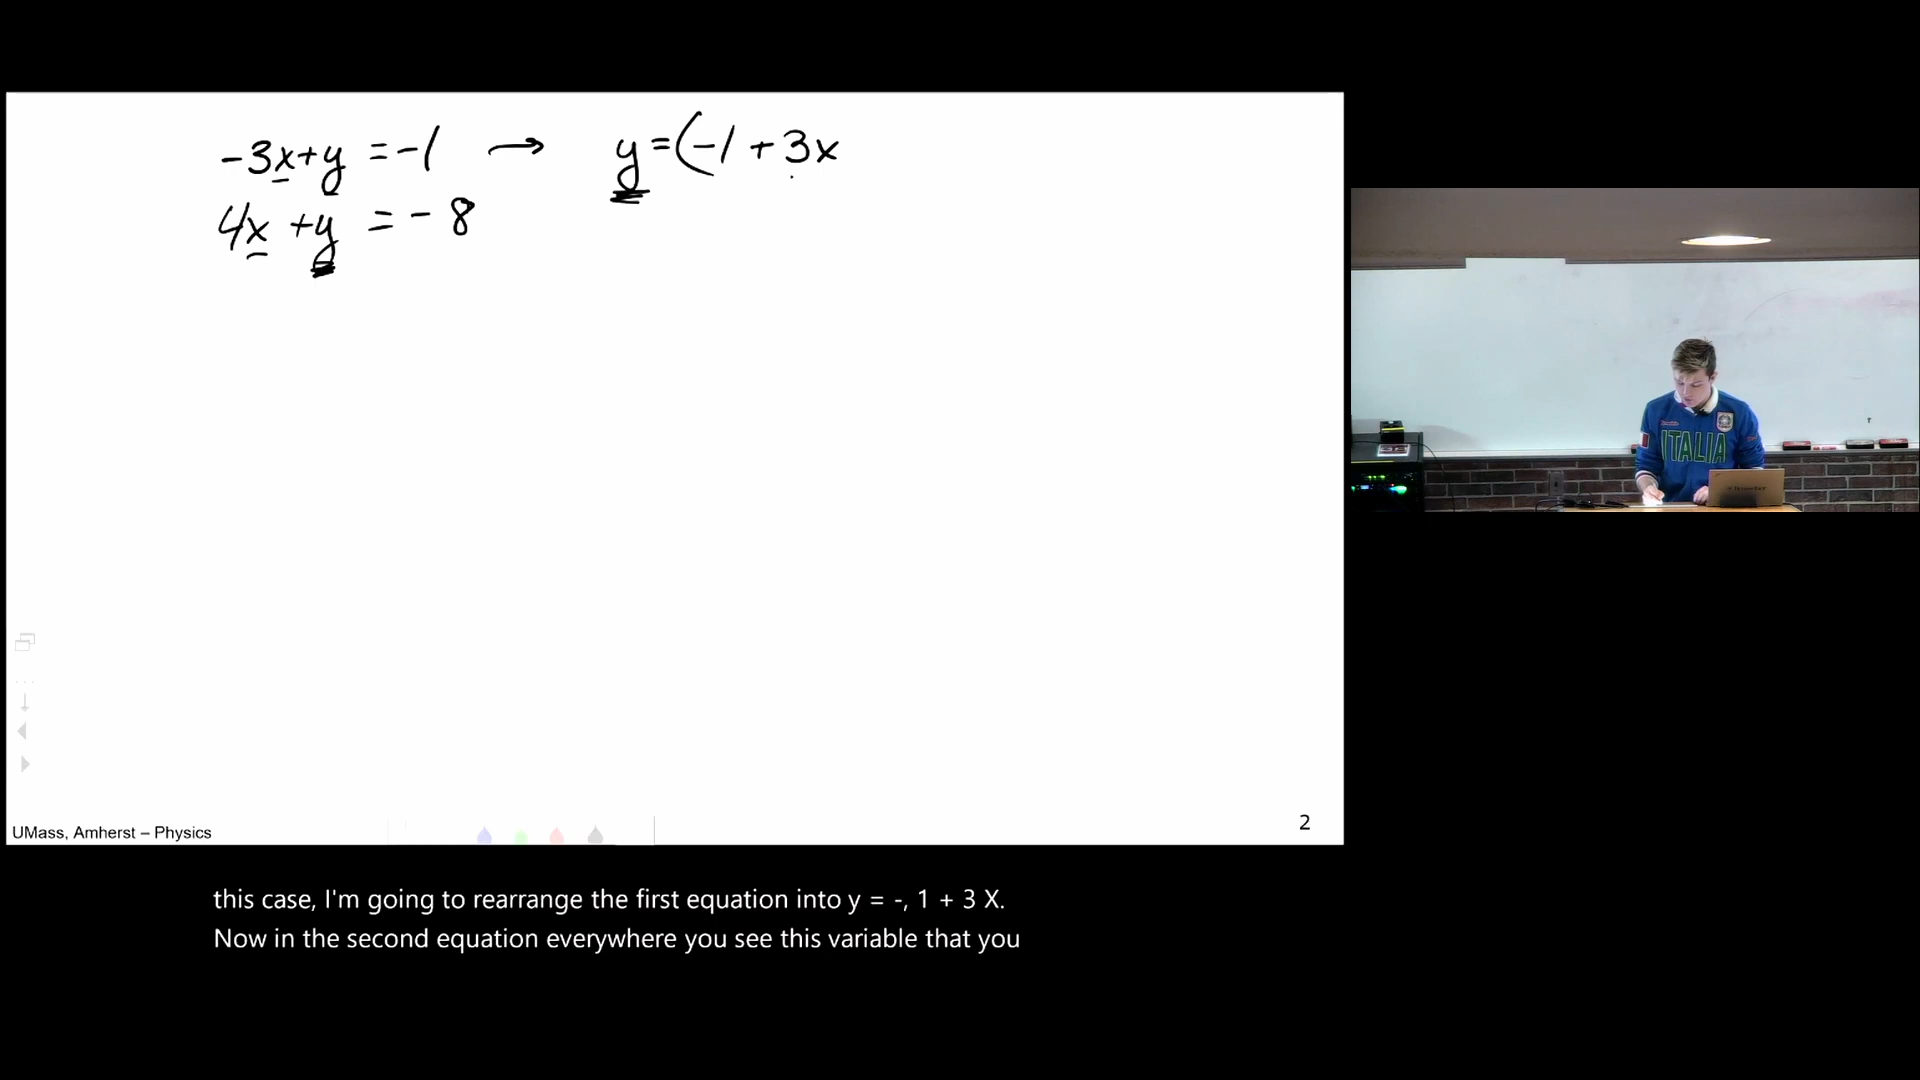 -3x+y = -1 → y = (-1 + 3x
4x + y = - 8
ITALIA
UMass, Amherst – Physics
2
this case, I'm going to rearrange the first equation into y = -, 1 + 3 X.
Now in the second equation everywhere you see this variable that you